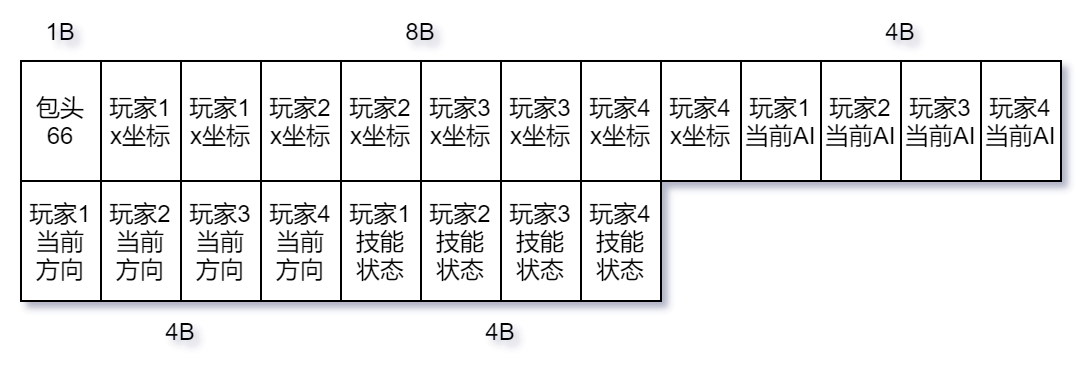 1B 8B 4B
包头 玩家1 玩家1 玩家2 玩家2 玩家3 玩家3 玩家4 玩家4 玩家1 玩家2 玩家3 玩家4
66 x坐标 x坐标 x坐标 x坐标 x坐标 x坐标 x坐标 x坐标 当前AI 当前AI 当前AI 当前AI
玩家1 玩家2 玩家3 玩家4 玩家1 玩家2 玩家3 玩家4
当前 当前 当前 当前 技能 技能 技能 技能
方向 方向 方向 方向 状态 状态 状态 状态
4B 4B